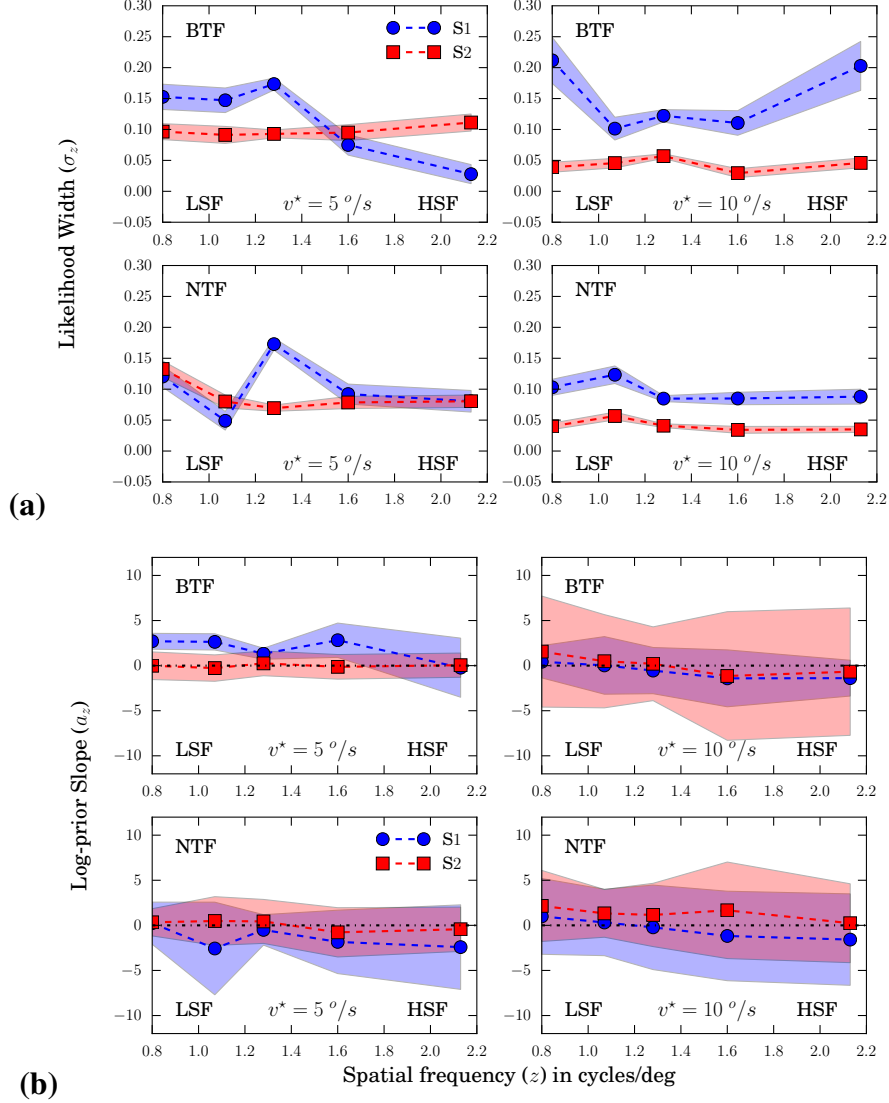 BTF
S1
S2
0.30
0.25
0.20
0.15
0.10
0.05
0.00
−0.05
LSF
v⋆ = 5 o/s
HSF
0.8 1.0 1.2 1.4 1.6 1.8 2.0 2.2
BTF
0.30
0.25
0.20
0.15
0.10
0.05
0.00
−0.05
LSF
v⋆ = 10 o/s
HSF
0.8 1.0 1.2 1.4 1.6 1.8 2.0 2.2
Likelihood Width (σz)
NTF
0.30
0.25
0.20
0.15
0.10
0.05
0.00
−0.05
LSF
v⋆ = 5 o/s
HSF
0.8 1.0 1.2 1.4 1.6 1.8 2.0 2.2
NTF
0.30
0.25
0.20
0.15
0.10
0.05
0.00
−0.05
LSF
v⋆ = 10 o/s
HSF
0.8 1.0 1.2 1.4 1.6 1.8 2.0 2.2
(a)
BTF
10
5
0
−5
−10
LSF
v⋆ = 5 o/s
HSF
0.8 1.0 1.2 1.4 1.6 1.8 2.0 2.2
BTF
10
5
0
−5
−10
LSF
v⋆ = 10 o/s
HSF
0.8 1.0 1.2 1.4 1.6 1.8 2.0 2.2
Log-prior Slope (az)
NTF
S1
S2
10
5
0
−5
−10
LSF
v⋆ = 5 o/s
HSF
0.8 1.0 1.2 1.4 1.6 1.8 2.0 2.2
NTF
10
5
0
−5
−10
LSF
v⋆ = 10 o/s
HSF
0.8 1.0 1.2 1.4 1.6 1.8 2.0 2.2
Spatial frequency (z) in cycles/deg
(b)